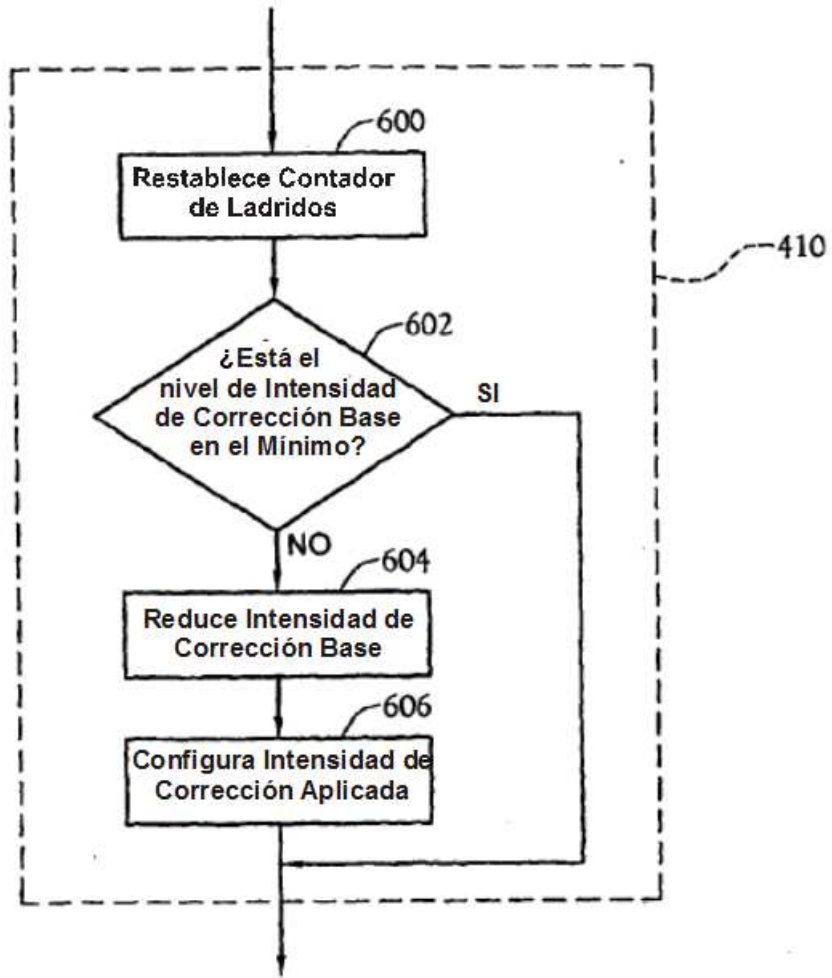 600
Restablece Contador
de Ladridos
410
602
¿Está el
nivel de Intensidad
de Corrección Base
en el Mínimo?
SI
NO
604
Reduce Intensidad de
Corrección Base
606
Configura Intensidad de
Corrección Aplicada